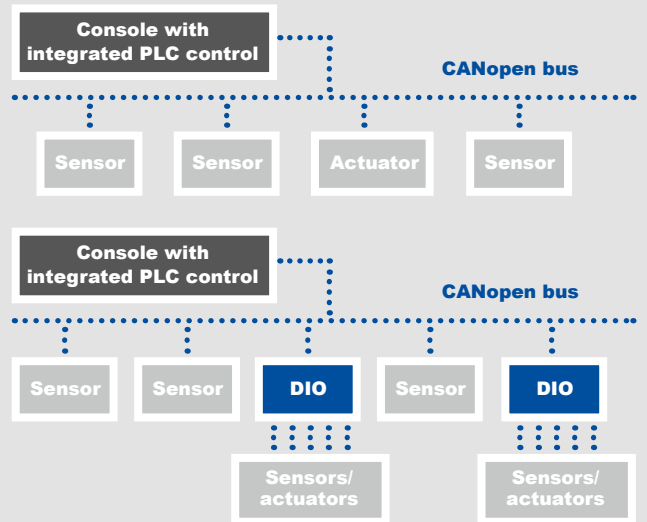 Console with
integrated PLC control
CANopen bus
Sensor
Sensor
Actuator
Sensor
Console with
integrated PLC control
CANopen bus
Sensor
Sensor
DIO
Sensor
DIO
Sensors/
actuators
Sensors/
actuators